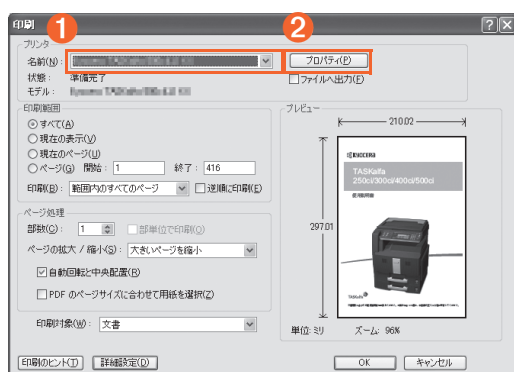 印刷
1
2
プリンタ
名前(N):
プロパティ(P)
状態: 準備完了
ファイルへ出力(F)
モデル:
印刷範囲
すべて(A)
現在の表示(V)
現在のページ(U)
ページ(G) 開始: 1 終了: 416
印刷(B): 範囲内のすべてのページ 逆順に印刷(E)
ページ処理
部数(C): 1 部単位で印刷(O)
ページの拡大 / 縮小(S): 大きいページを縮小
自動回転と中央配置(R)
PDF のページサイズに合わせて用紙を選択(Z)
印刷対象(W): 文書
プレビュー
210.02
297.01
KYOCERA
TASKalfa
250ci/300ci/400ci/500ci
使用説明書
TASKalfa
単位: ミリ ズーム: 96%
印刷のヒント(T) 詳細設定(D) OK キャンセル